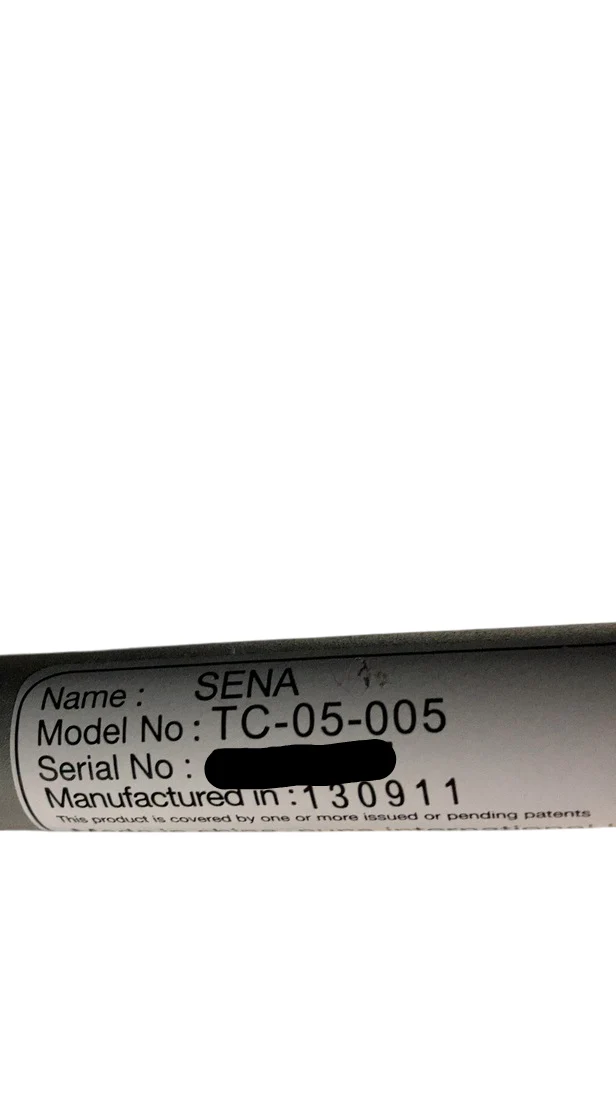 Name : SENA
Model No : TC-05-005
Serial No :
Manufactured in : 130911
This product is covered by one or more issued or pending patents